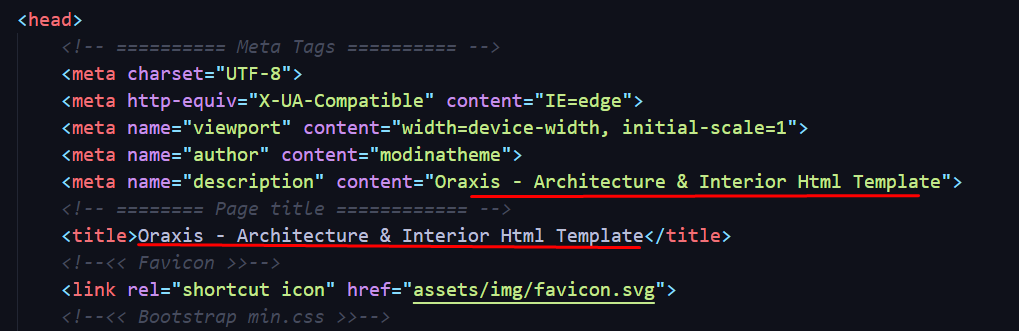 <head>
<!-- ========== Meta Tags ========== -->
<meta charset="UTF-8">
<meta http-equiv="X-UA-Compatible" content="IE=edge">
<meta name="viewport" content="width=device-width, initial-scale=1">
<meta name="author" content="modinatheme">
<meta name="description" content="Oraxis - Architecture & Interior Html Template">
<!-- ======== Page title ============ -->
<title>Oraxis - Architecture & Interior Html Template</title>
<!--<< Favicon >>-->
<link rel="shortcut icon" href="assets/img/favicon.svg">
<!--<< Bootstrap min.css >>-->